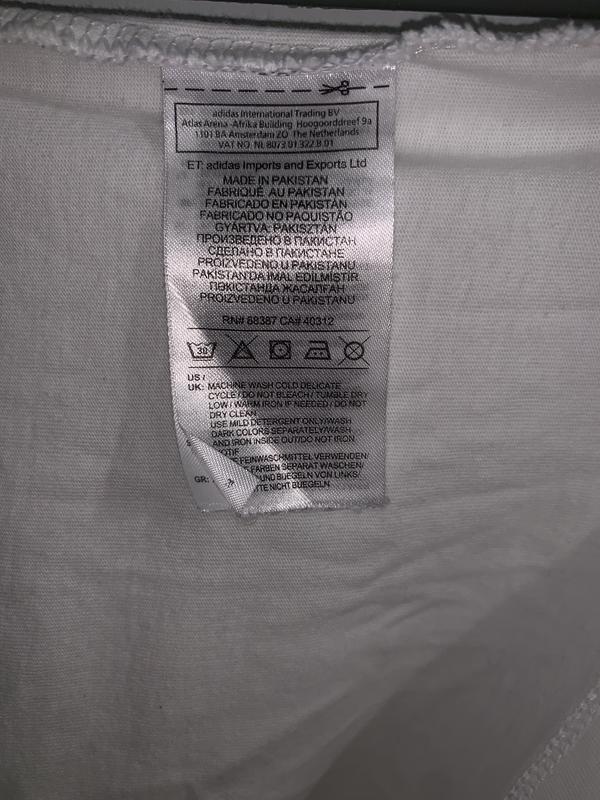 adidas International Trading BV
Atlas Arena -Afrika Building Hoogoorddreef 9a
1101 BA Amsterdam ZO The Netherlands
VAT NO. NL 8073.01.322.B.01
ET: adidas Imports and Exports Ltd
MADE IN PAKISTAN
FABRIQUÉ AU PAKISTAN
FABRICADO EN PAKISTÁN
FABRICADO NO PAQUISTÃO
GYÁRTVA: PAKISZTÁN
ПРОИЗВЕДЕНО В ПАКИСТАН
СДЕЛАНО В ПАКИСТАНЕ
PROIZVEDENO U PAKISTANU
PAKİSTAN'DA İMAL EDİLMİŞTİR
ПӘКІСТАНДА ЖАСАЛҒАН
PROIZVEDENO U PAKISTANU
RN# 88387 CA# 40312
30
US /
UK: MACHINE WASH COLD DELICATE
CYCLE / DO NOT BLEACH / TUMBLE DRY
LOW / WARM IRON IF NEEDED / DO NOT
DRY CLEAN
USE MILD DETERGENT ONLY/WASH
DARK COLORS SEPARATELY/WASH
AND IRON INSIDE OUT/DO NOT IRON
OTIF
FEINWASCHMITTEL VERWENDEN/
FARBEN SEPARAT WASCHEN/
GR: UND BUEGELN VON LINKS/
TTE NICHT BUEGELN